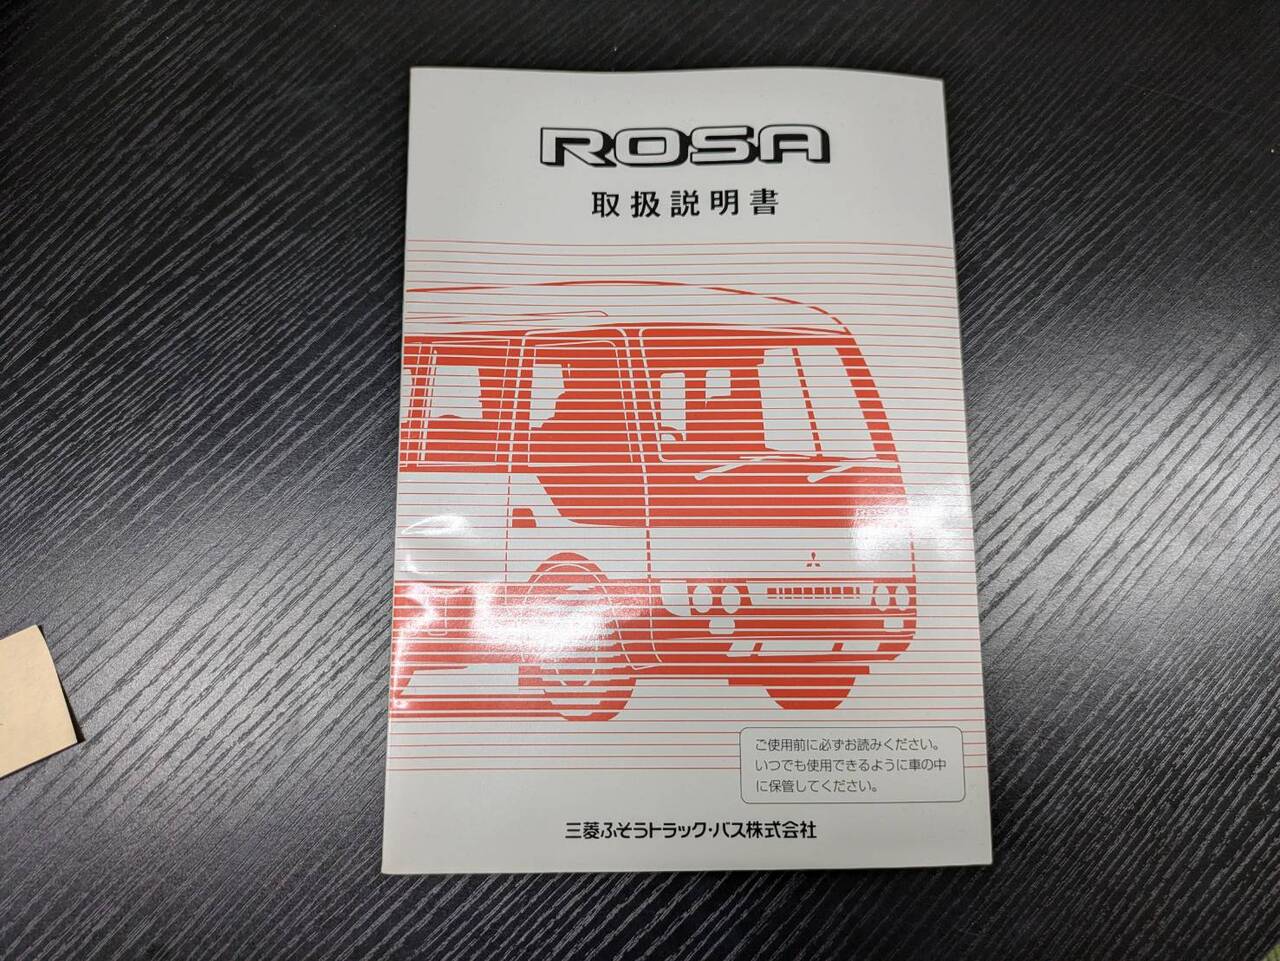 ROSA
取扱説明書
ご使用前に必ずお読みください。
いつでも使用できるように車の中
に保管してください。
三菱ふそうトラック・バス株式会社